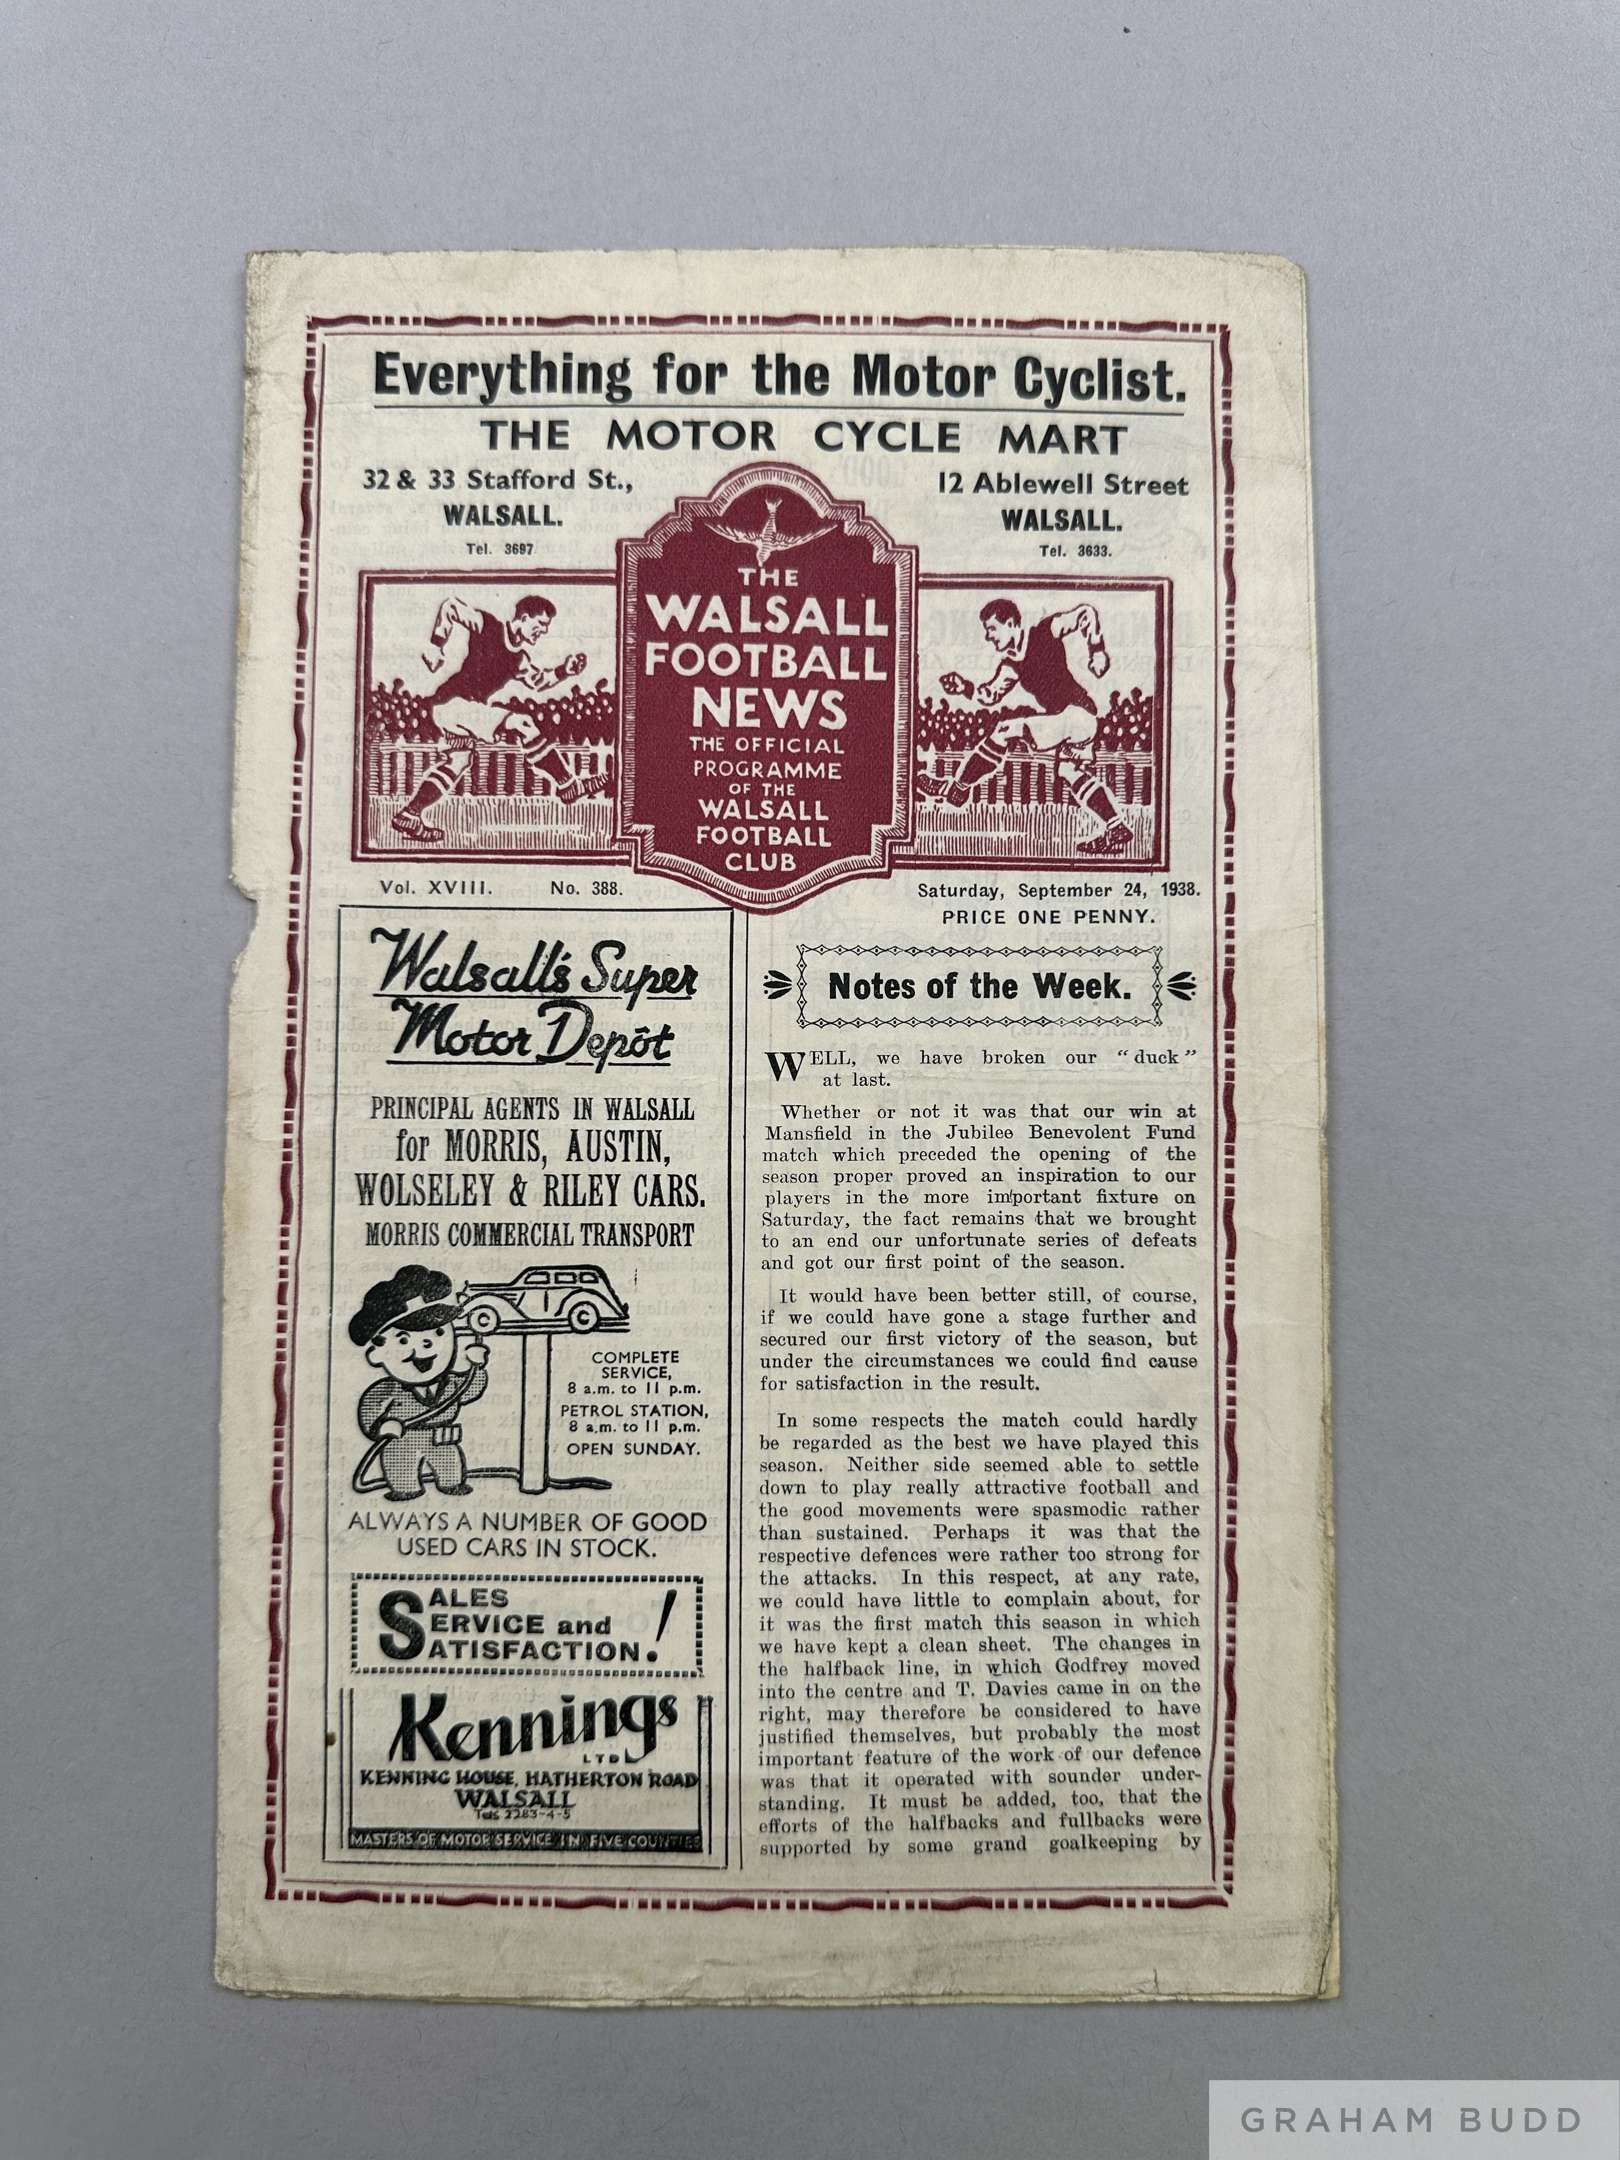 Everything for the Motor Cyclist.
THE MOTOR CYCLE MART
32 & 33 Stafford St.,
WALSALL.
Tel. 3697
12 Ablewell Street
WALSALL.
Tel. 3633.
THE
WALSALL
FOOTBALL
NEWS
THE OFFICIAL
PROGRAMME
OF THE
WALSALL
FOOTBALL
CLUB
Vol. XVIII. No. 388.
Saturday, September 24, 1938.
PRICE ONE PENNY.
Walsall's Super
Motor Depôt
PRINCIPAL AGENTS IN WALSALL
for MORRIS, AUSTIN,
WOLSELEY & RILEY CARS.
MORRIS COMMERCIAL TRANSPORT
COMPLETE
SERVICE,
8 a.m. to 11 p.m.
PETROL STATION,
8 a.m. to 11 p.m.
OPEN SUNDAY.
ALWAYS A NUMBER OF GOOD
USED CARS IN STOCK.
SALES
SERVICE and
SATISFACTION!
Kennings
LTD
KENNING HOUSE, HATHERTON ROAD
WALSALL
Tels 2283-4-5
MASTERS OF MOTOR SERVICE IN FIVE COUNTIES
Notes of the Week.
WELL, we have broken our "duck"
at last.
Whether or not it was that our win at
Mansfield in the Jubilee Benevolent Fund
match which preceded the opening of the
season proper proved an inspiration to our
players in the more important fixture on
Saturday, the fact remains that we brought
to an end our unfortunate series of defeats
and got our first point of the season.
It would have been better still, of course,
if we could have gone a stage further and
secured our first victory of the season, but
under the circumstances we could find cause
for satisfaction in the result.
In some respects the match could hardly
be regarded as the best we have played this
season. Neither side seemed able to settle
down to play really attractive football and
the good movements were spasmodic rather
than sustained. Perhaps it was that the
respective defences were rather too strong for
the attacks. In this respect, at any rate,
we could have little to complain about, for
it was the first match this season in which
we have kept a clean sheet. The changes in
the halfback line, in which Godfrey moved
into the centre and T. Davies came in on the
right, may therefore be considered to have
justified themselves, but probably the most
important feature of the work of our defence
was that it operated with sounder under-
standing. It must be added, too, that the
efforts of the halfbacks and fullbacks were
supported by some grand goalkeeping by
GRAHAM BUDD